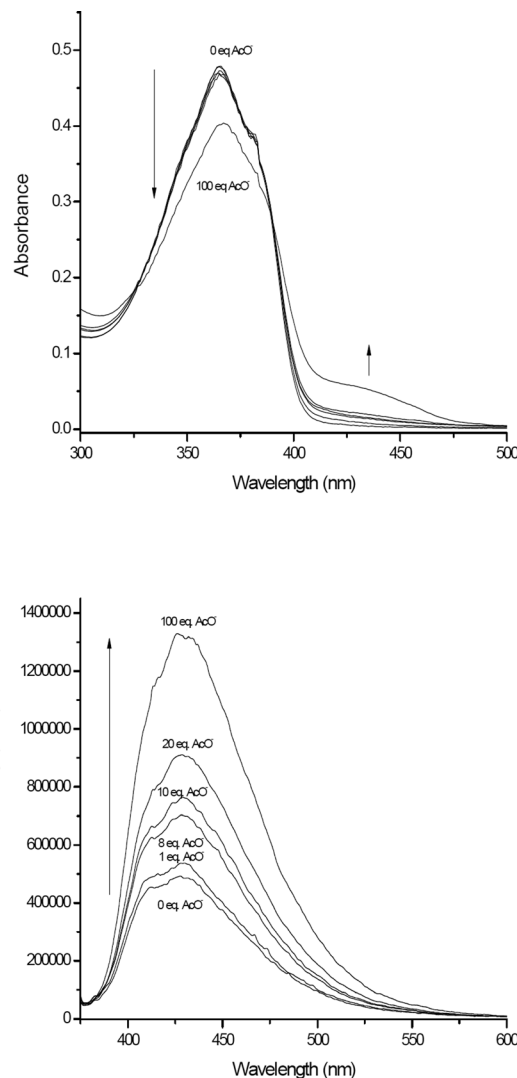 0.5
0 eq AcO⁻
0.4
0.3
100 eq AcO⁻
0.2
0.1
0.0
Absorbance
300 350 400 450 500
Wavelength (nm)
1400000
100 eq. AcO⁻
1200000
1000000
20 eq. AcO⁻
800000
10 eq. AcO⁻
600000
8 eq. AcO⁻
1 eq. AcO⁻
400000
0 eq. AcO⁻
200000
0
400 450 500 550 600
Wavelength (nm)